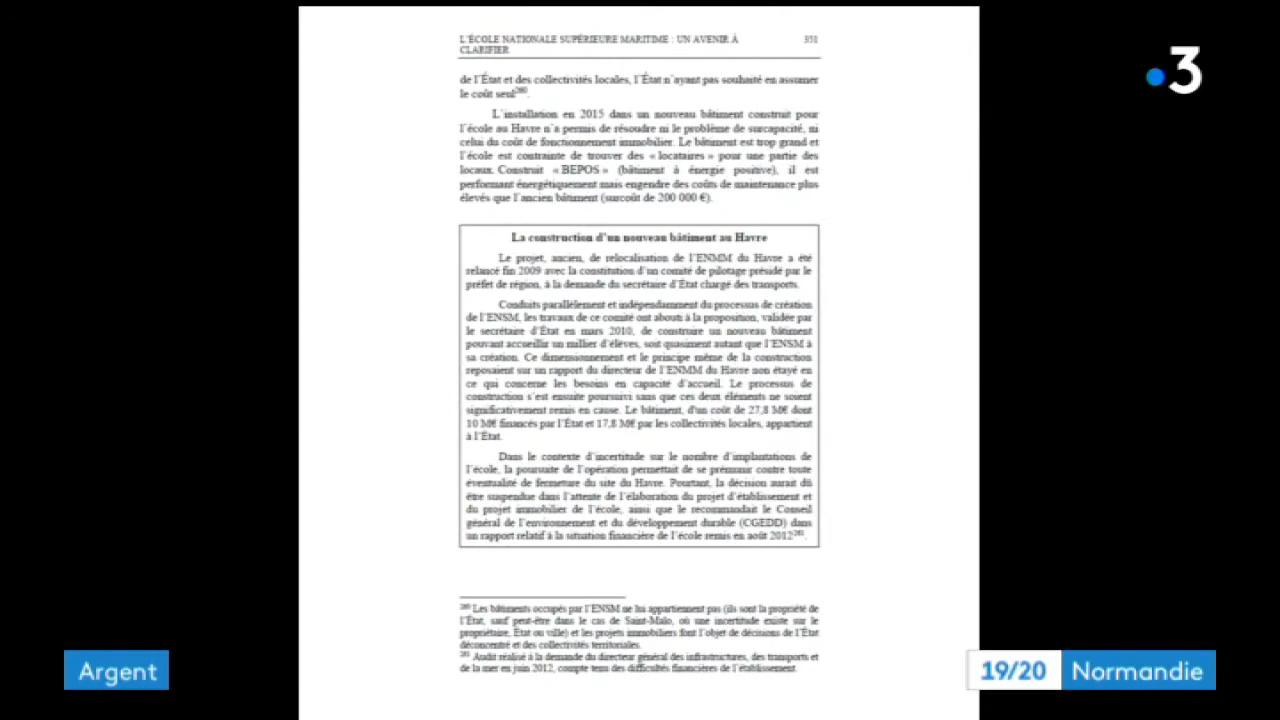 L'ÉCOLE NATIONALE SUPÉRIEURE MARITIME : UN AVENIR À
CLARIFIER
351
de l'État et des collectivités locales, l'État n'ayant pas souhaité en assumer
le coût seul260.
L'installation en 2015 dans un nouveau bâtiment construit pour
l'école au Havre n'a permis de résoudre ni le problème de surcapacité, ni
celui du coût de fonctionnement immobilier. Le bâtiment est trop grand et
l'école est contrainte de trouver des « locataires » pour une partie des
locaux. Construit « BEPOS » (bâtiment à énergie positive), il est
performant énergétiquement mais engendre des coûts de maintenance plus
élevés que l'ancien bâtiment (surcoût de 200 000 €).
La construction d'un nouveau bâtiment au Havre
Le projet, ancien, de relocalisation de l'ENMM du Havre a été
relancé fin 2009 avec la constitution d'un comité de pilotage présidé par le
préfet de région, à la demande du secrétaire d'État chargé des transports.
Conduits parallèlement et indépendamment du processus de création
de l'ENSM, les travaux de ce comité ont abouti à la proposition, validée par
le secrétaire d'État en mars 2010, de construire un nouveau bâtiment
pouvant accueillir un millier d'élèves, soit quasiment autant que l'ENSM à
sa création. Ce dimensionnement et le principe même de la construction
reposaient sur un rapport du directeur de l'ENMM du Havre non étayé en
ce qui concerne les besoins en capacité d'accueil. Le processus de
construction s'est ensuite poursuivi sans que ces deux éléments ne soient
significativement remis en cause. Le bâtiment, d'un coût de 27,8 M€ dont
10 M€ financés par l'État et 17,8 M€ par les collectivités locales, appartient
à l'État.
Dans le contexte d'incertitude sur le nombre d'implantations de
l'école, la poursuite de l'opération permettait de se prémunir contre toute
éventualité de fermeture du site du Havre. Pourtant, la décision aurait dû
être suspendue dans l'attente de l'élaboration du projet d'établissement et
du projet immobilier de l'école, ainsi que le recommandait le Conseil
général de l'environnement et du développement durable (CGEDD) dans
un rapport relatif à la situation financière de l'école remis en août 2012261.
260 Les bâtiments occupés par l'ENSM ne lui appartiennent pas (ils sont la propriété de
l'État, sauf peut-être dans le cas de Saint-Malo, où une incertitude existe sur le
propriétaire, État ou ville) et les projets immobiliers font l'objet de décisions de l'État
déconcentré et des collectivités territoriales.
261 Audit réalisé à la demande du directeur général des infrastructures, des transports et
de la mer en juin 2012, compte tenu des difficultés financières de l'établissement.
3
Argent
19/20 Normandie